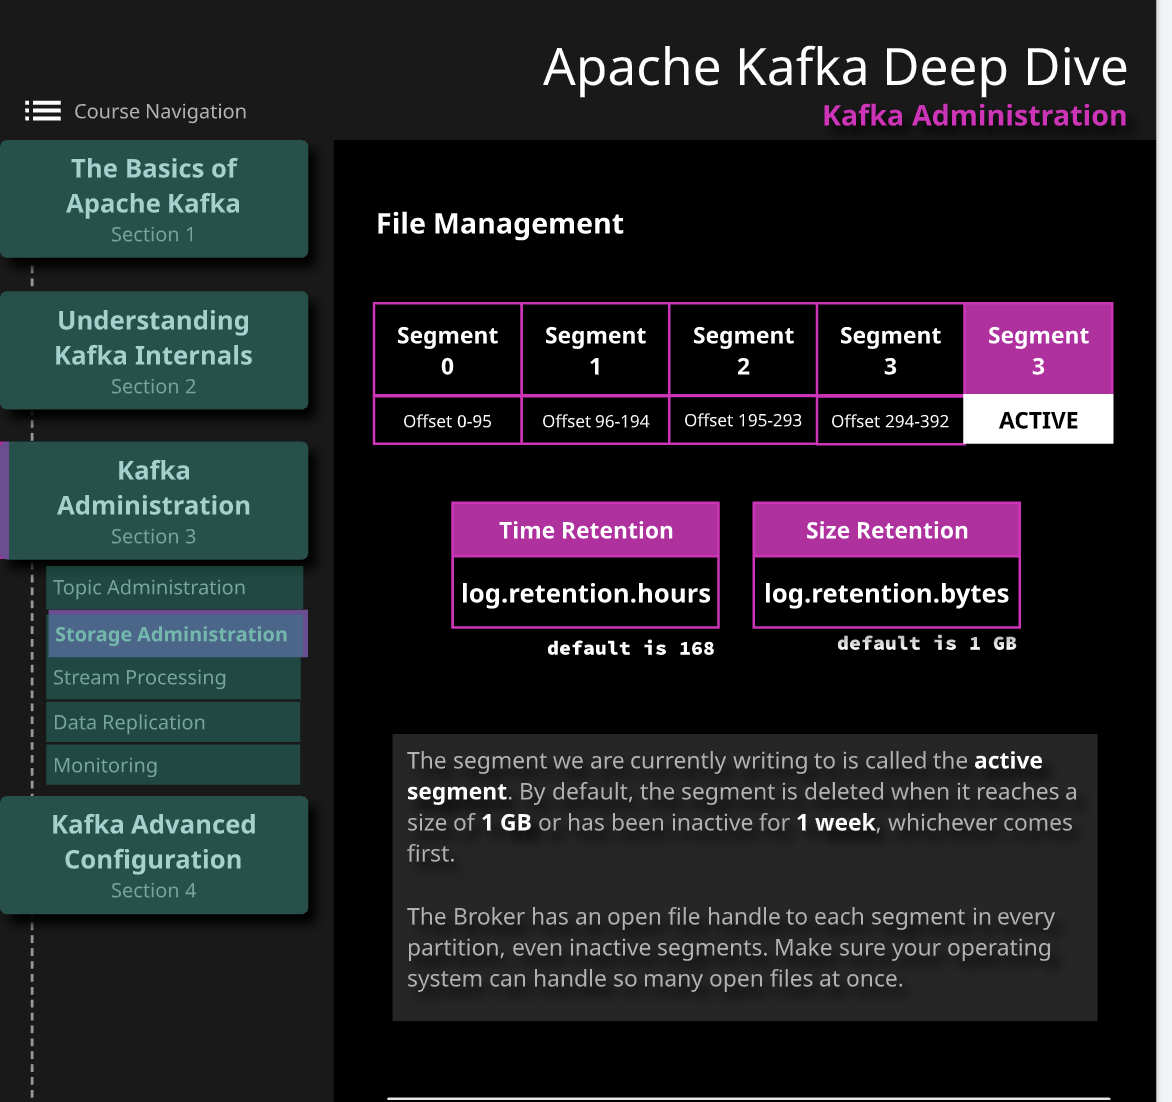 Apache Kafka Deep Dive
Kafka Administration
Course Navigation
The Basics of
Apache Kafka
Section 1
Understanding
Kafka Internals
Section 2
Kafka
Administration
Section 3
Topic Administration
Storage Administration
Stream Processing
Data Replication
Monitoring
Kafka Advanced
Configuration
Section 4
File Management
Segment
0
Segment
1
Segment
2
Segment
3
Segment
3
Offset 0-95
Offset 96-194
Offset 195-293
Offset 294-392
ACTIVE
Time Retention
log.retention.hours
default is 168
Size Retention
log.retention.bytes
default is 1 GB
The segment we are currently writing to is called the active
segment. By default, the segment is deleted when it reaches a
size of 1 GB or has been inactive for 1 week, whichever comes
first.
The Broker has an open file handle to each segment in every
partition, even inactive segments. Make sure your operating
system can handle so many open files at once.